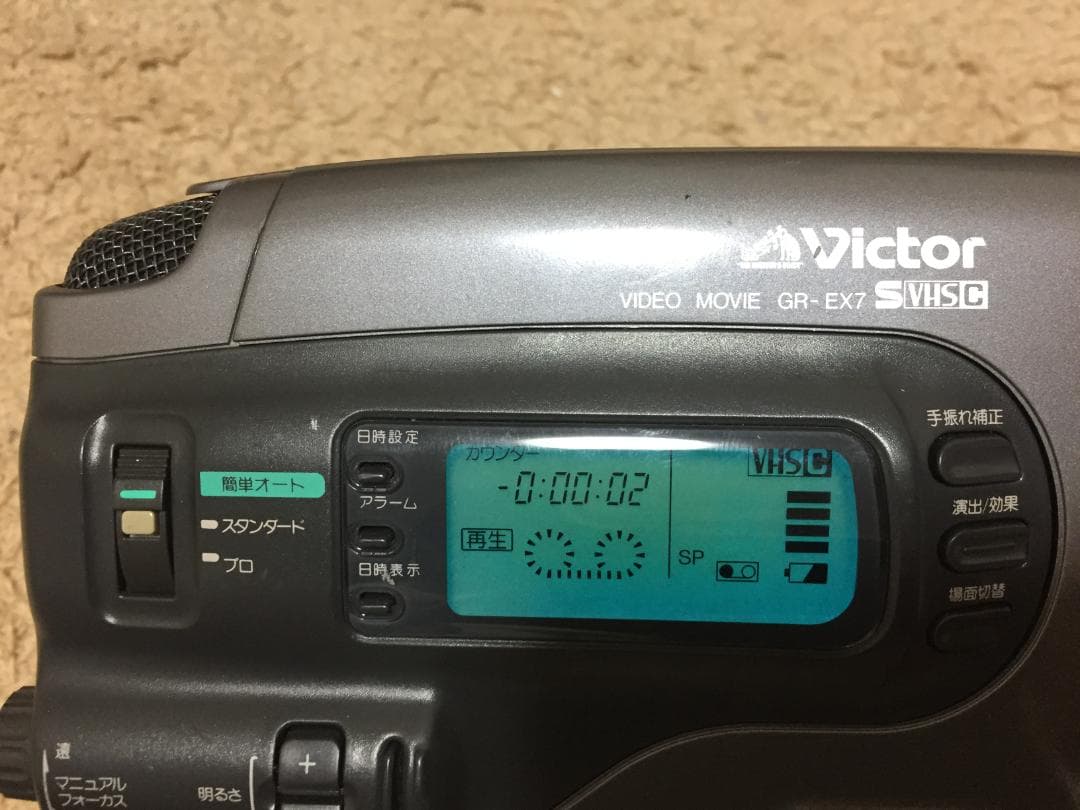 Victor
VIDEO MOVIE GR-EX7 S VHS C
手振れ補正
日時設定
カウンター
VHS C
簡単オート
-0:00:02
アラーム
演出/効果
スタンダード
再生
SP
プロ
日時表示
場面切替
遠
マニュアル
フォーカス
明るさ
+